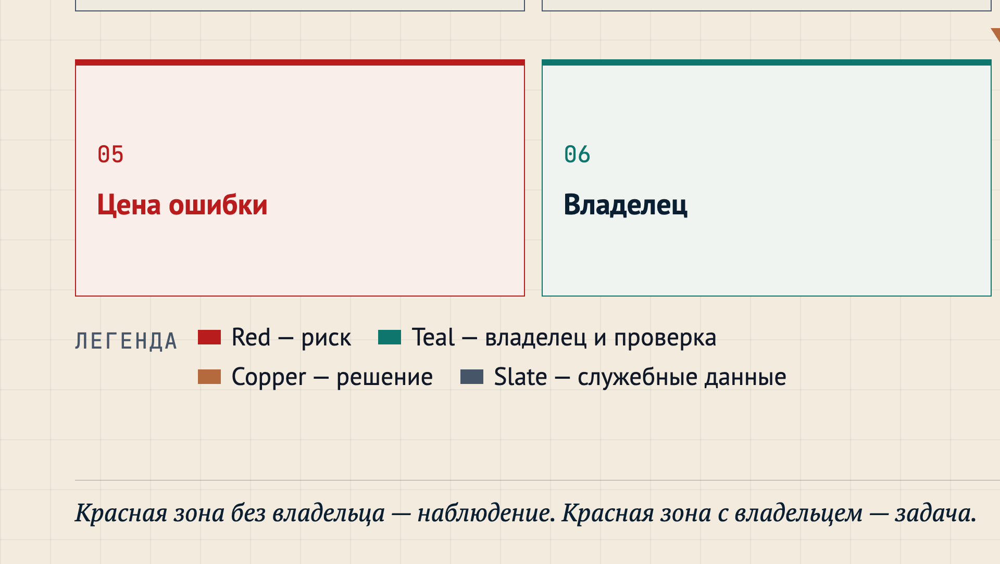 05
Цена ошибки
06
Владелец
ЛЕГЕНДА
Red — риск
Teal — владелец и проверка
Copper — решение
Slate — служебные данные
Красная зона без владельца — наблюдение. Красная зона с владельцем — задача.